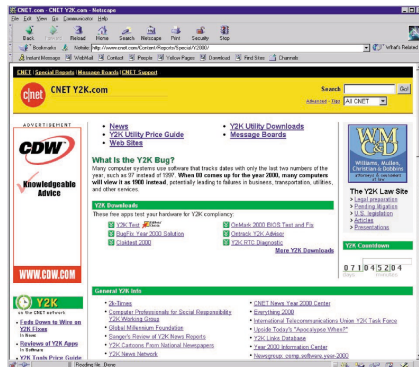 CNET.com - CNET Y2K.com - Netscape
File Edit View Go Communicator Help
Back Reload Home Search Netscape Print Security Stop
Bookmarks Netsite: http://www.cnet.com/Content/Reports/Special/Y2000/ What's Related
Instant Message WebMail Contact People Yellow Pages Download Find Sites Channels
CNET | Special Reports | Message Boards | CNET Support
c|net CNET Y2K.com
Search Go!
Advanced Tips All CNET
ADVERTISEMENT
CDW
Knowledgeable
Advice
WWW.CDW.COM
Y2K
on the CNET network
Feds Down to Wire on
Y2K Fixes
In News
Reviews of Y2K Apps
In Software
Y2K Tools Price Guide
• News
• Y2K Utility Price Guide
• Web Sites
• Y2K Utility Downloads
• Message Boards
What Is the Y2K Bug?
Many computer systems use software that tracks dates with only the last two numbers of the
year, such as 97 instead of 1997. When 00 comes up for the year 2000, many computers
will view it as 1900 instead, potentially leading to failures in business, transportation, utilities,
and other services.
Y2K Downloads
These free apps test your hardware for Y2K compliancy:
Y2K Test
BugFix Year 2000 Solution
Cloktest 2000
OnMark 2000 BIOS Test and Fix
Ontrack Y2K Advisor
Y2K RTC Diagnostic
More Y2K Downloads
General Y2K Info
• 2k-Times
• Computer Professionals for Social Responsibility
Y2K Working Group
• Global Millennium Foundation
• Sanger's Review of Y2K News Reports
• Y2K Cartoons From National Newspapers
• Y2K News Network
• CNET News Year 2000 Center
• Everything 2000
• International Telecommunications Union Y2K Task Force
• Upside Today's "Apocalypse When?"
• Y2K Links Database
• Year 2000 Information Center
• Newsgroup: comp.software.year-2000
WM
C&D
Williams, Mullen,
Christian & Dobbins
The Y2K Law Site
> Legal preparation
> Pending litigation
> U.S. legislation
> Articles
> Presentations
Y2K Countdown
071 04 52 04
Days